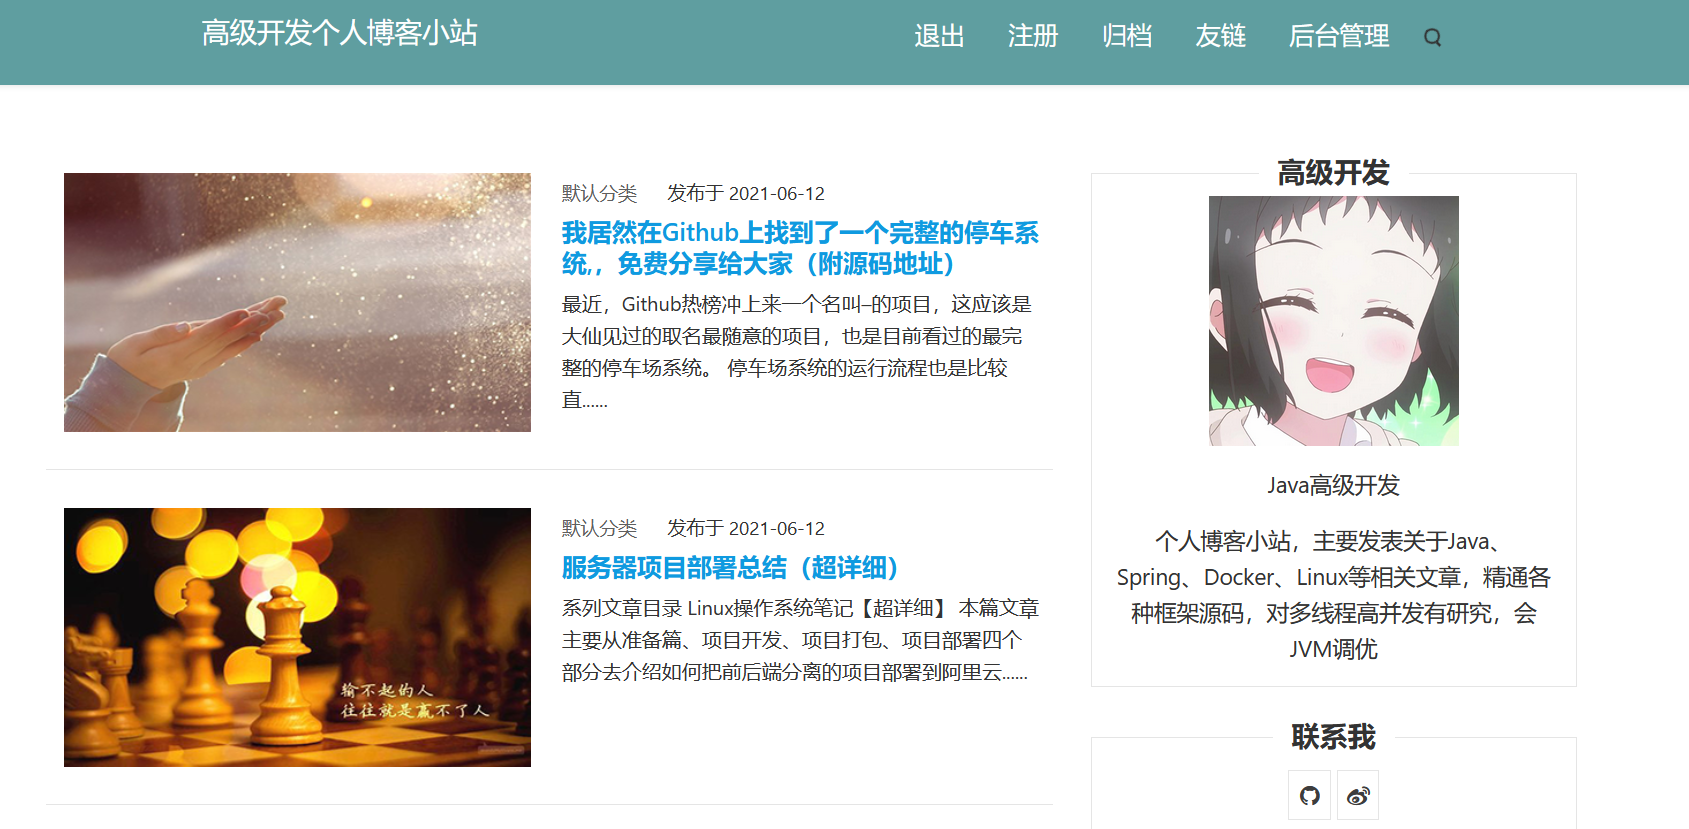 高级开发个人博客小站
退出 注册 归档 友链 后台管理
默认分类 发布于 2021-06-12
我居然在Github上找到了一个完整的停车系
统,，免费分享给大家（附源码地址）
最近，Github热榜冲上来一个名叫–的项目，这应该是
大仙见过的取名最随意的项目，也是目前看过的最完
整的停车场系统。 停车场系统的运行流程也是比较
直......
默认分类 发布于 2021-06-12
服务器项目部署总结（超详细）
系列文章目录 Linux操作系统笔记【超详细】 本篇文章
主要从准备篇、项目开发、项目打包、项目部署四个
部分去介绍如何把前后端分离的项目部署到阿里云......
输不起的人
往往就是赢不了人
高级开发
Java高级开发
个人博客小站，主要发表关于Java、
Spring、Docker、Linux等相关文章，精通各
种框架源码，对多线程高并发有研究，会
JVM调优
联系我